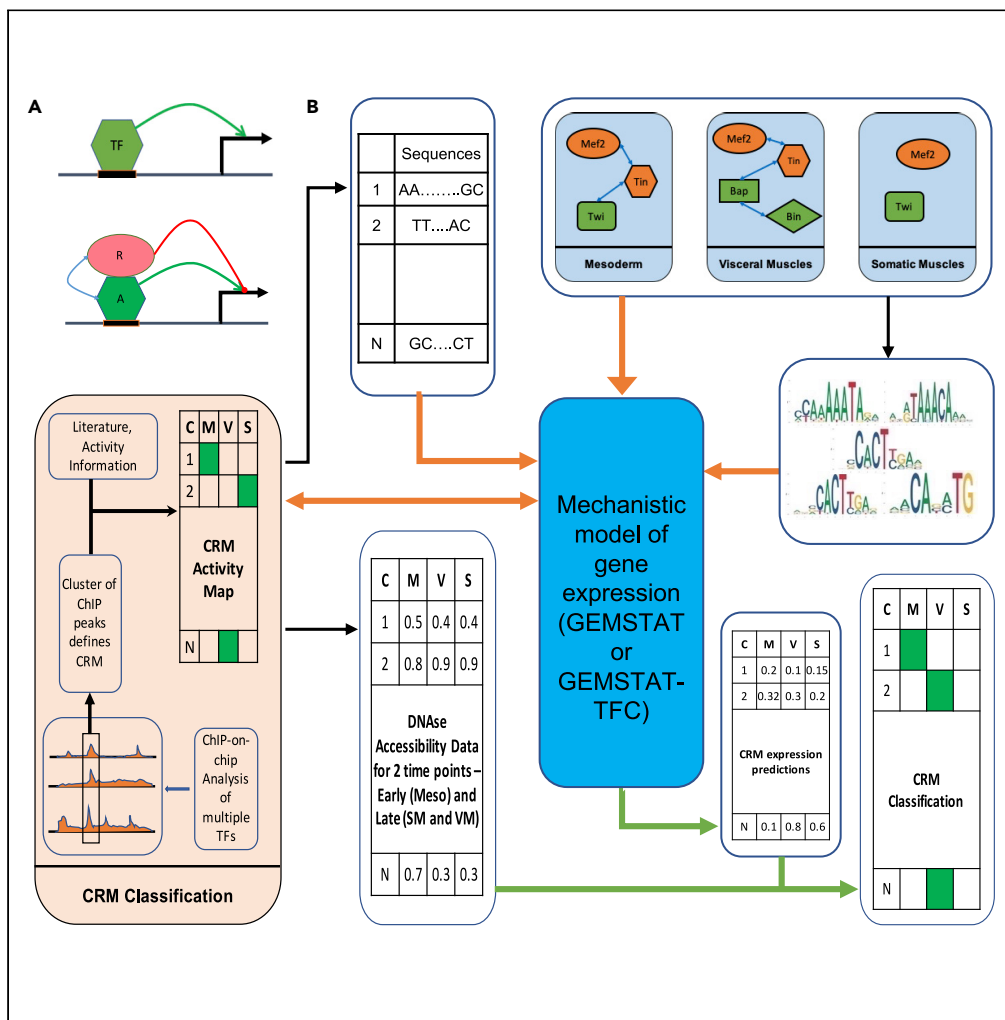 A
TF
R
A
B
Sequences
1 AA........GC
2 TT....AC
N GC....CT
Mef2
Tin
Twi
Mesoderm
Mef2
Tin
Bap
Bin
Visceral Muscles
Mef2
Twi
Somatic Muscles
Literature,
Activity
Information
C M V S
1
2
CRM
Activity
Map
N
Cluster of
ChIP
peaks
defines
CRM
ChIP-on-
chip
Analysis
of
multiple
TFs
CRM Classification
C M V S
1 0.5 0.4 0.4
2 0.8 0.9 0.9
DNAse
Accessibility Data
for 2 time points –
Early (Meso) and
Late (SM and VM)
N 0.7 0.3 0.3
Mechanistic
model of
gene
expression
(GEMSTAT
or
GEMSTAT-
TFC)
C M V S
1 0.2 0.1 0.15
2 0.32 0.3 0.2
CRM expression
predictions
N 0.1 0.8 0.6
C M V S
1
2
CRM
Classification
N